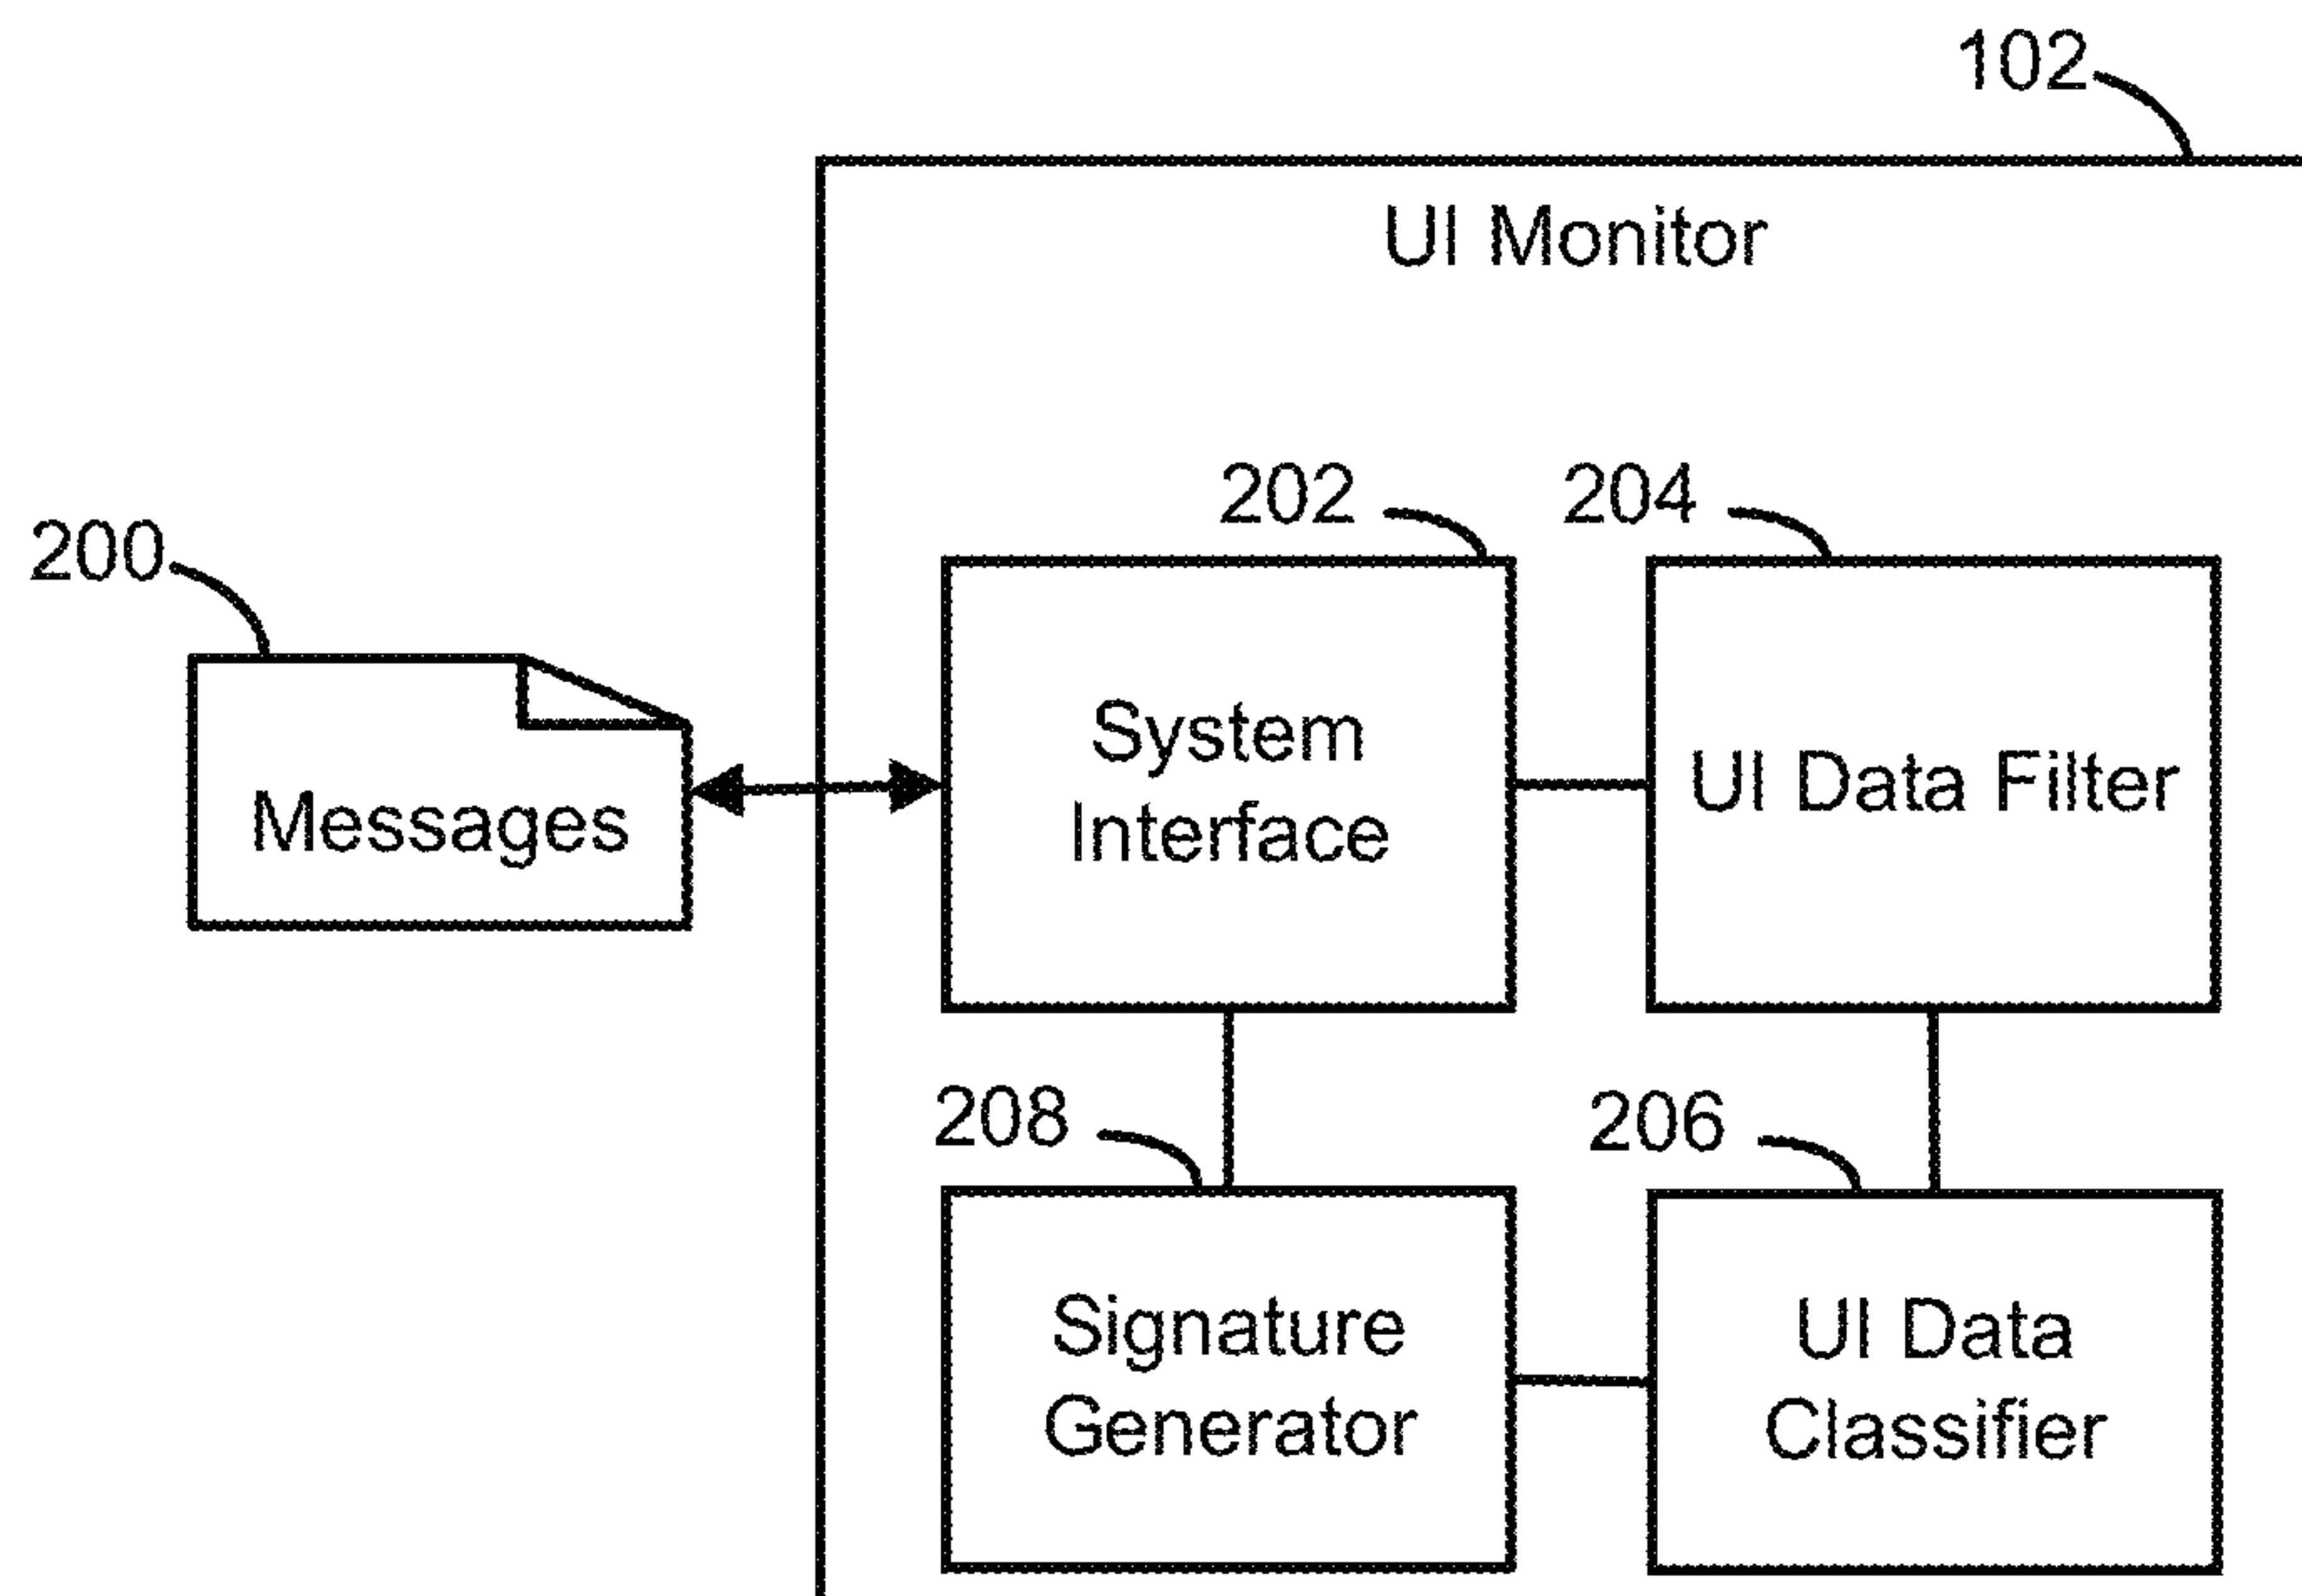 102
UI Monitor
200
Messages
202
System
Interface
204
UI Data Filter
208
Signature
Generator
206
UI Data
Classifier